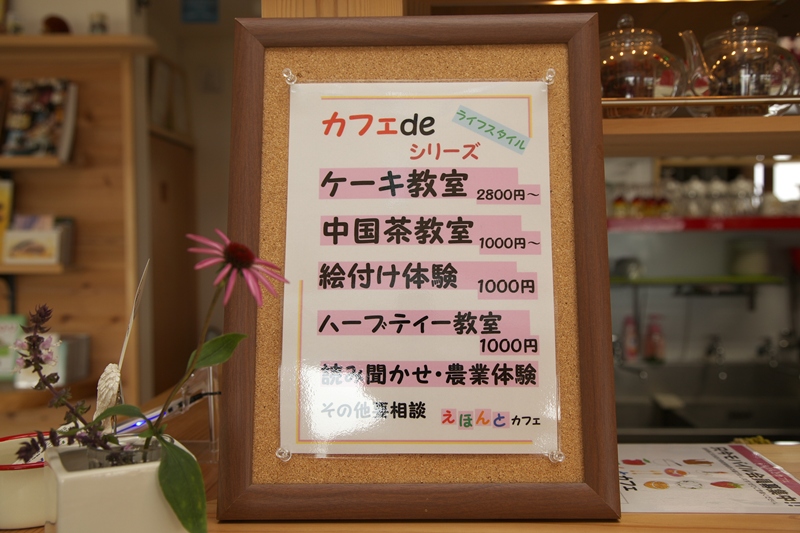 カフェde
ライフスタイル
シリーズ
ケーキ教室 2800円～
中国茶教室 1000円～
絵付け体験 1000円
ハーブティー教室
1000円
読み聞かせ・農業体験
その他要相談 えほんと カフェ